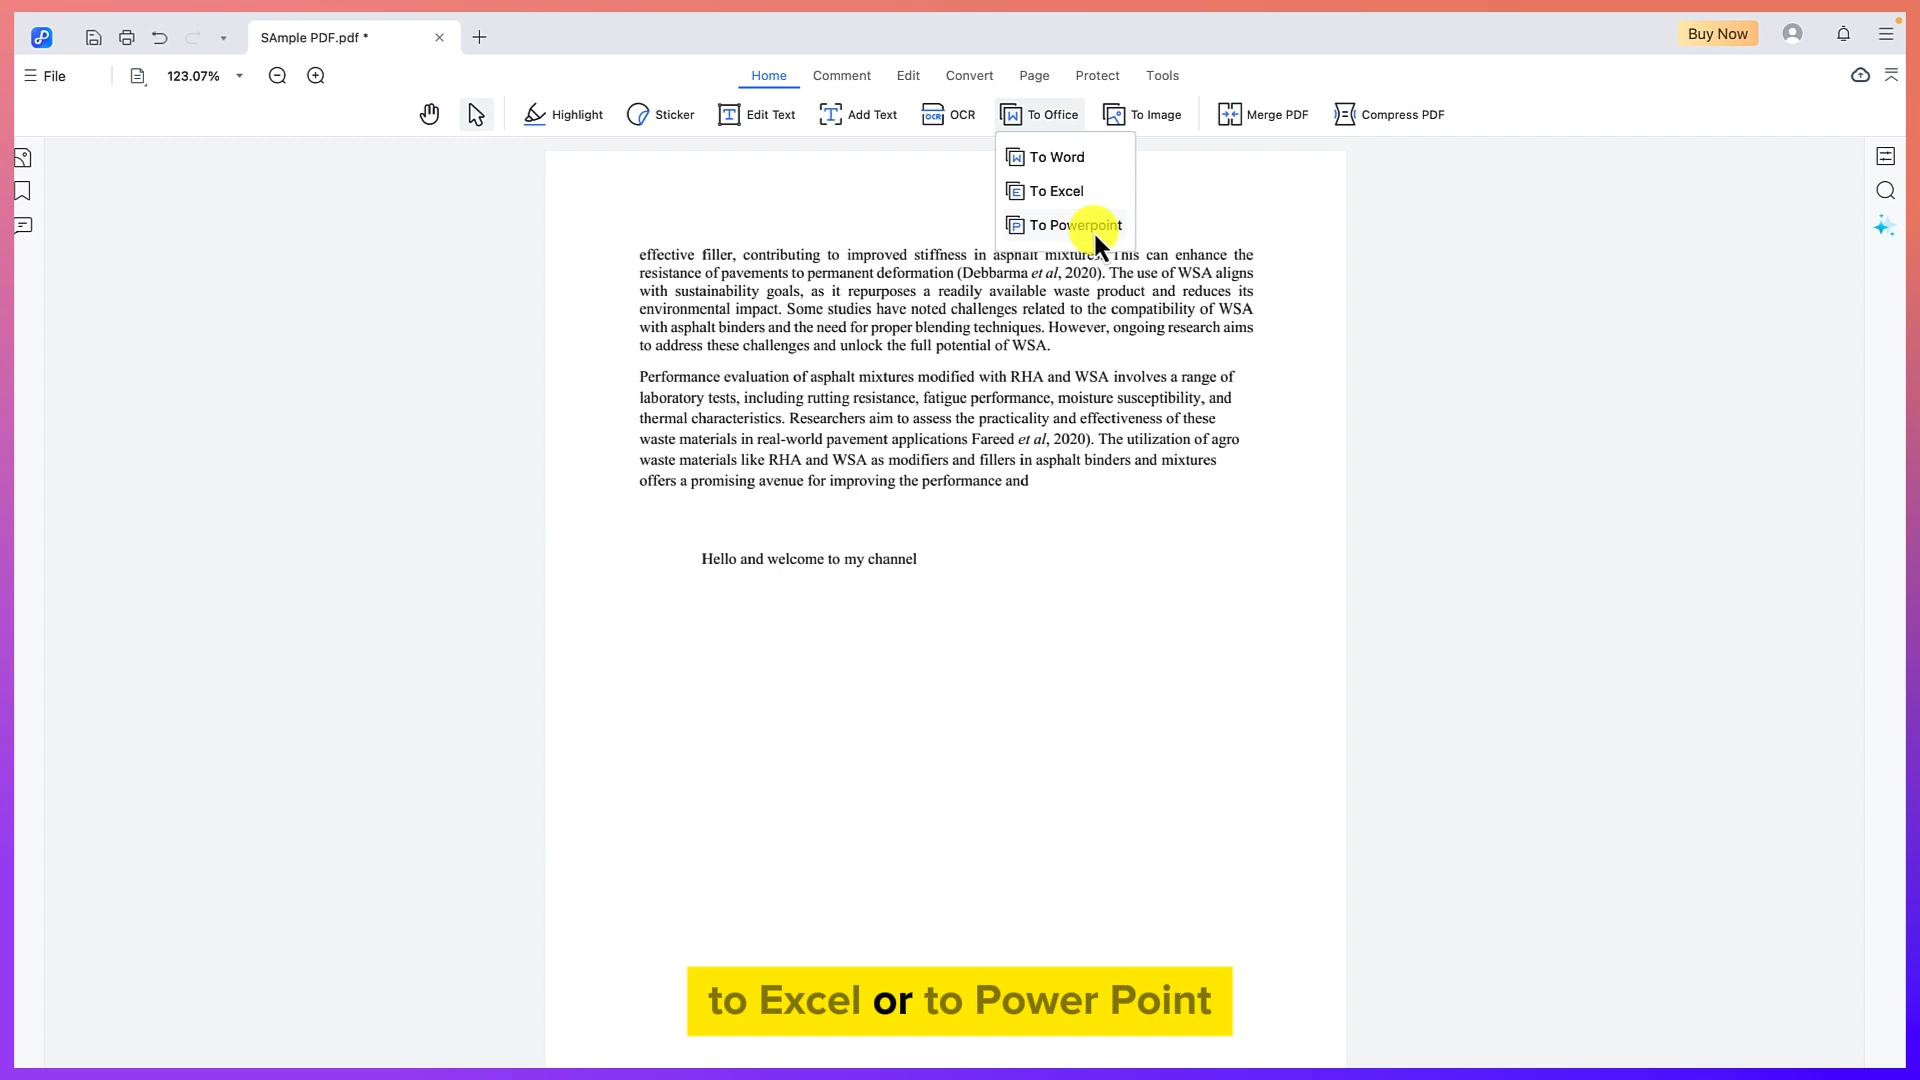 SAmple PDF.pdf *
Buy Now
File
123.07%
Home Comment Edit Convert Page Protect Tools
Highlight Sticker Edit Text Add Text OCR To Office To Image Merge PDF Compress PDF
To Word
To Excel
To Powerpoint
effective filler, contributing to improved stiffness in asphalt mixtures. This can enhance the
resistance of pavements to permanent deformation (Debbarma et al, 2020). The use of WSA aligns
with sustainability goals, as it repurposes a readily available waste product and reduces its
environmental impact. Some studies have noted challenges related to the compatibility of WSA
with asphalt binders and the need for proper blending techniques. However, ongoing research aims
to address these challenges and unlock the full potential of WSA.
Performance evaluation of asphalt mixtures modified with RHA and WSA involves a range of
laboratory tests, including rutting resistance, fatigue performance, moisture susceptibility, and
thermal characteristics. Researchers aim to assess the practicality and effectiveness of these
waste materials in real-world pavement applications Fareed et al, 2020). The utilization of agro
waste materials like RHA and WSA as modifiers and fillers in asphalt binders and mixtures
offers a promising avenue for improving the performance and
Hello and welcome to my channel
to Excel or to Power Point